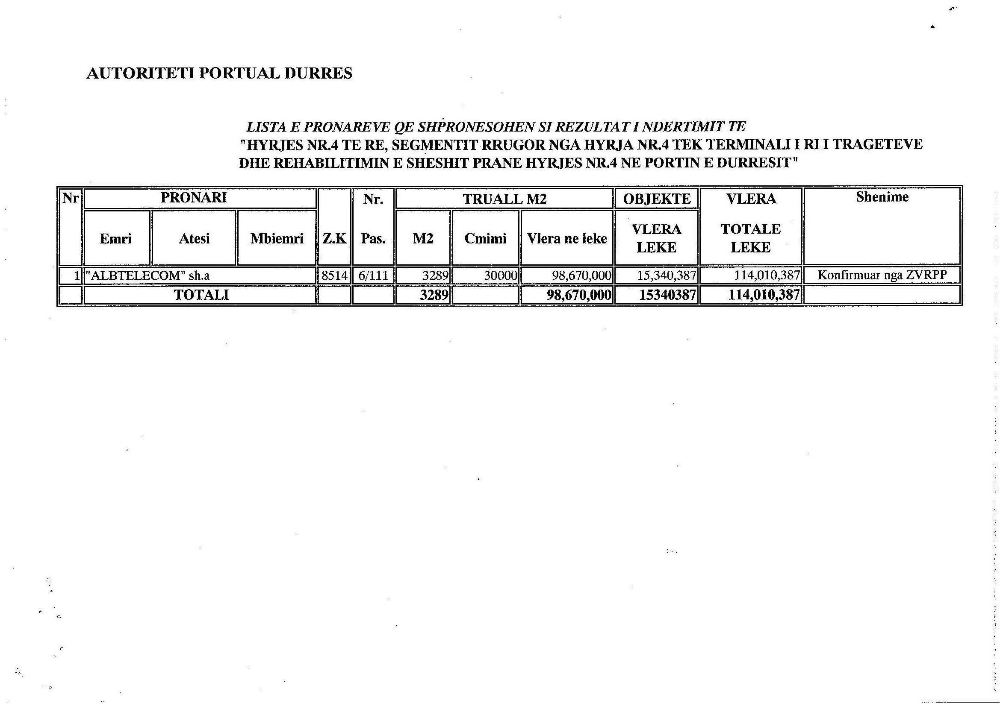 AUTORITETI PORTUAL DURRES
LISTA E PRONAREVE QE SHPRONESOHEN SI REZULTAT I NDERTIMIT TE
"HYRJES NR.4 TE RE, SEGMENTIT RRUGOR NGA HYRJA NR.4 TEK TERMINALI I RI I TRAGETEVE
DHE REHABILITIMIN E SHESHIT PRANE HYRJES NR.4 NE PORTIN E DURRESIT"
Nr PRONARI Nr. TRUALL M2 OBJEKTE VLERA Shenime
Emri Atesi Mbiemri Z.K Pas. M2 Cmimi Vlera ne leke VLERA LEKE TOTALE LEKE
1 "ALBTELECOM" sh.a 8514 6/111 3289 30000 98,670,000 15,340,387 114,010,387 Konfirmuar nga ZVRPP
TOTALI 3289 98,670,000 15340387 114,010,387